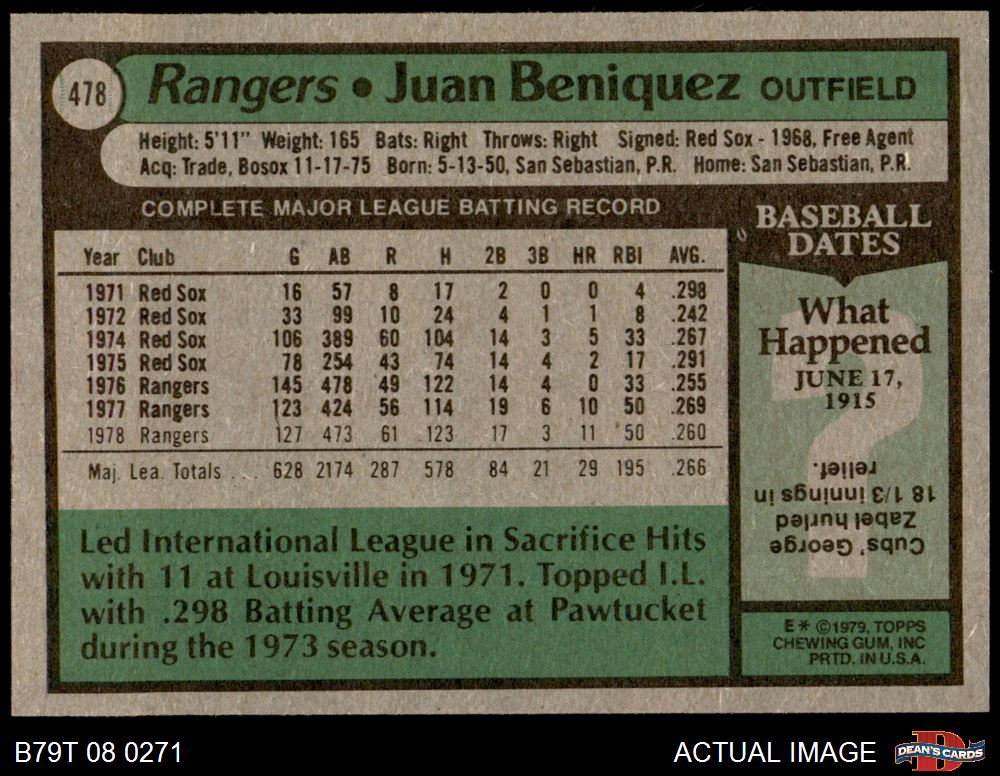 478
Rangers • Juan Beniquez OUTFIELD
Height: 5'11" Weight: 165 Bats: Right Throws: Right Signed: Red Sox - 1968, Free Agent
Acq: Trade, Bosox 11-17-75 Born: 5-13-50, San Sebastian, P.R. Home: San Sebastian, P.R.
COMPLETE MAJOR LEAGUE BATTING RECORD
Year Club G AB R H 2B 3B HR RBI AVG.
1971 Red Sox 16 57 8 17 2 0 0 4 .298
1972 Red Sox 33 99 10 24 4 1 1 8 .242
1974 Red Sox 106 389 60 104 14 3 5 33 .267
1975 Red Sox 78 254 43 74 14 4 2 17 .291
1976 Rangers 145 478 49 122 14 4 0 33 .255
1977 Rangers 123 424 56 114 19 6 10 50 .269
1978 Rangers 127 473 61 123 17 3 11 50 .260
Maj. Lea. Totals . . . 628 2174 287 578 84 21 29 195 .266
Led International League in Sacrifice Hits
with 11 at Louisville in 1971. Topped I.L.
with .298 Batting Average at Pawtucket
during the 1973 season.
BASEBALL
DATES
What
Happened
JUNE 17,
1915
Cubs' George
Zabel hurled
18 1/3 innings in
relief.
E* ©1979, TOPPS
CHEWING GUM, INC
PRTD. IN U.S.A.
B79T 08 0271
ACTUAL IMAGE
DEAN'S CARDS